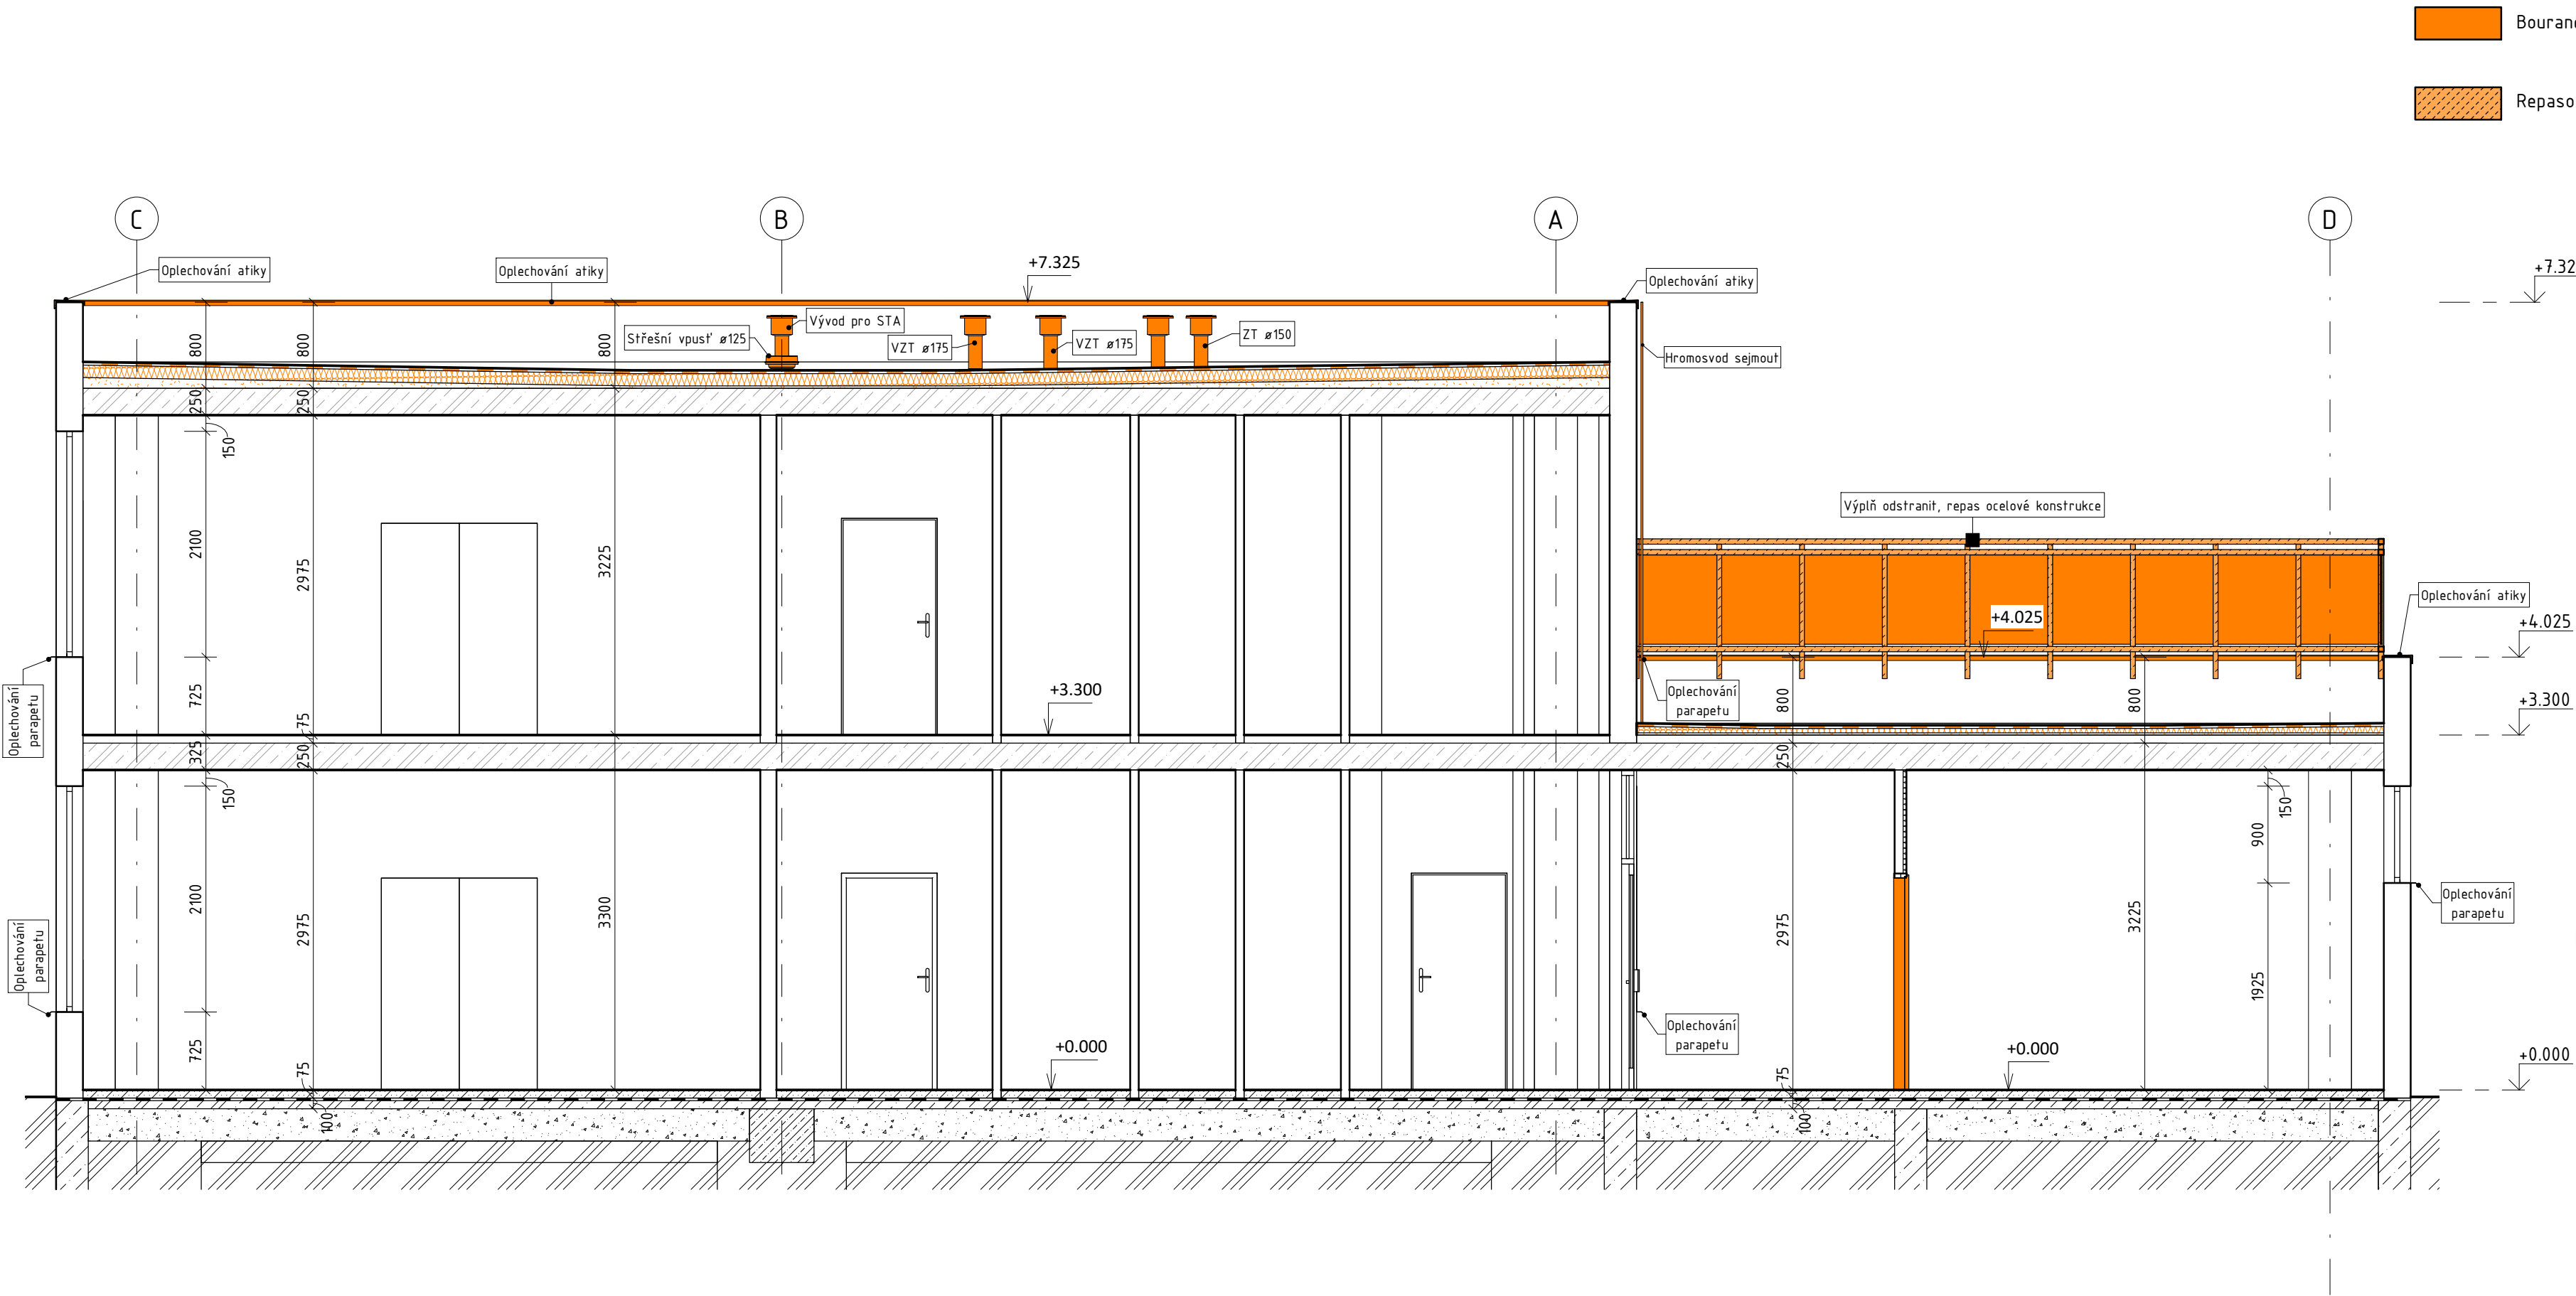 Bouran
Repaso
C
B
A
D
Oplechování atiky
Oplechování atiky
+7.325
Oplechování atiky
+7.32
Vývod pro STA
Střešní vpusť ø125
VZT ø175
VZT ø175
ZT ø150
Hromosvod sejmout
800
800
800
250
250
150
Výplň odstranit, repas ocelové konstrukce
2100
2975
3225
Oplechování atiky
+4.025
+4.025
Oplechování
parapetu
725
75
+3.300
Oplechování
parapetu
800
800
+3.300
325
250
250
150
150
900
2100
2975
3300
2975
3225
1925
Oplechování
parapetu
Oplechování
parapetu
Oplechování
parapetu
725
75
+0.000
75
+0.000
+0.000
100
100